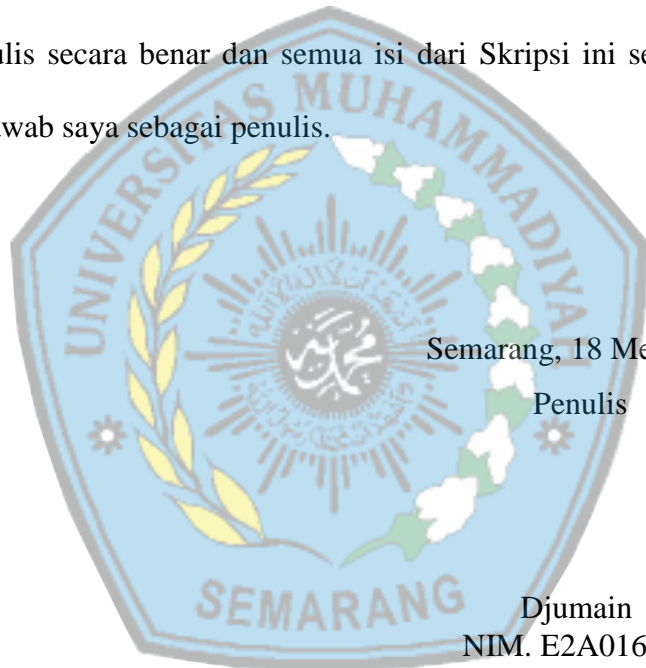 ulis secara benar dan semua isi dari Skripsi ini se
wab saya sebagai penulis.
UNIVERSITAS MUHAMMADIYA
Semarang, 18 Me
Penulis
SEMARANG
Djumain
NIM. E2A016